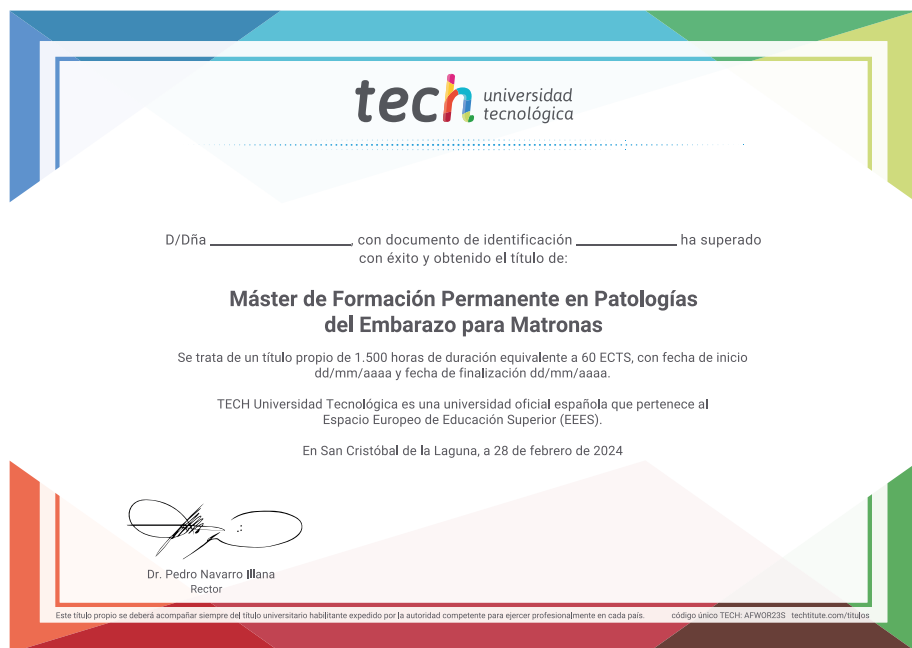 tech universidad
tecnológica
D/Dña ____________________, con documento de identificación ______________ ha superado
con éxito y obtenido el título de:
Máster de Formación Permanente en Patologías
del Embarazo para Matronas
Se trata de un título propio de 1.500 horas de duración equivalente a 60 ECTS, con fecha de inicio
dd/mm/aaaa y fecha de finalización dd/mm/aaaa.
TECH Universidad Tecnológica es una universidad oficial española que pertenece al
Espacio Europeo de Educación Superior (EEES).
En San Cristóbal de la Laguna, a 28 de febrero de 2024
Dr. Pedro Navarro Illana
Rector
Este título propio se deberá acompañar siempre del título universitario habilitante expedido por la autoridad competente para ejercer profesionalmente en cada país. código único TECH: AFWOR23S techtitute.com/titulos